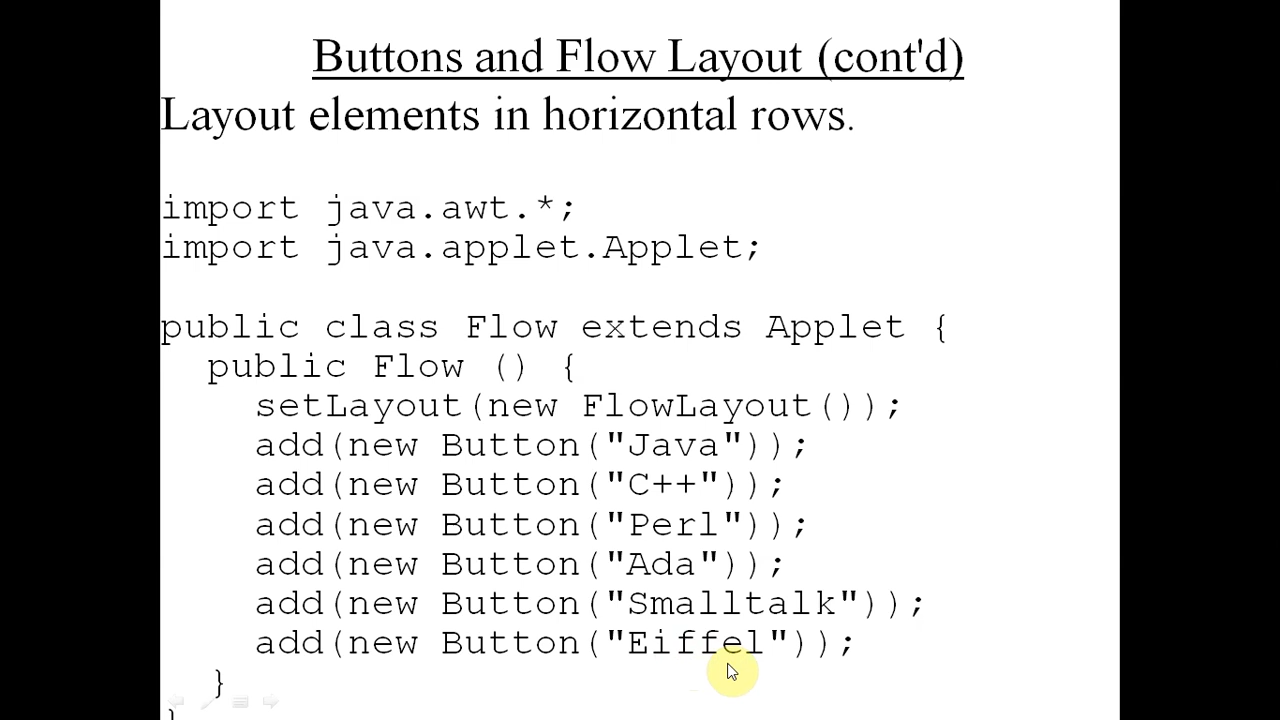 Buttons and Flow Layout (cont'd)
Layout elements in horizontal rows.
import java.awt.*;
import java.applet.Applet;
public class Flow extends Applet {
public Flow () {
setLayout(new FlowLayout());
add(new Button("Java"));
add(new Button("C++"));
add(new Button("Perl"));
add(new Button("Ada"));
add(new Button("Smalltalk"));
add(new Button("Eiffel"));
}
}